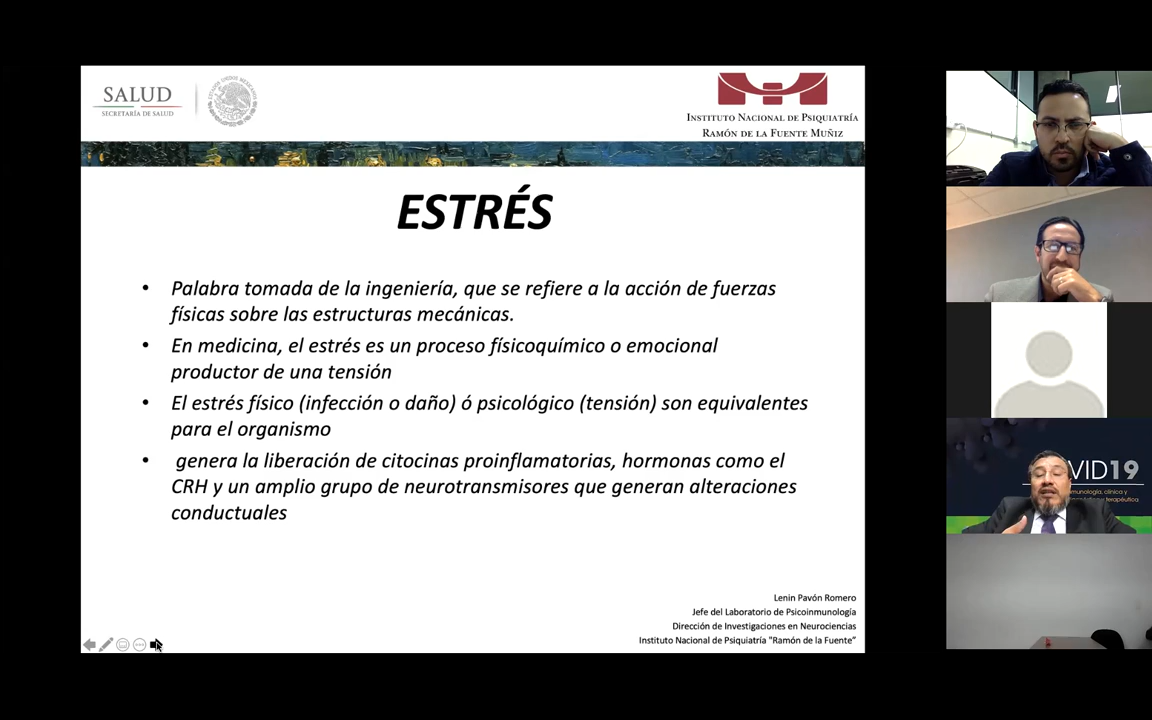 SALUD
SECRETARÍA DE SALUD
INSTITUTO NACIONAL DE PSIQUIATRÍA
RAMÓN DE LA FUENTE MUÑIZ
ESTRÉS
• Palabra tomada de la ingeniería, que se refiere a la acción de fuerzas
físicas sobre las estructuras mecánicas.
• En medicina, el estrés es un proceso físicoquímico o emocional
productor de una tensión
• El estrés físico (infección o daño) ó psicológico (tensión) son equivalentes
para el organismo
• genera la liberación de citocinas proinflamatorias, hormonas como el
CRH y un amplio grupo de neurotransmisores que generan alteraciones
conductuales
Lenin Pavón Romero
Jefe del Laboratorio de Psicoinmunología
Dirección de Investigaciones en Neurociencias
Instituto Nacional de Psiquiatría "Ramón de la Fuente"
VID19
munología, clínica y
terapéutica